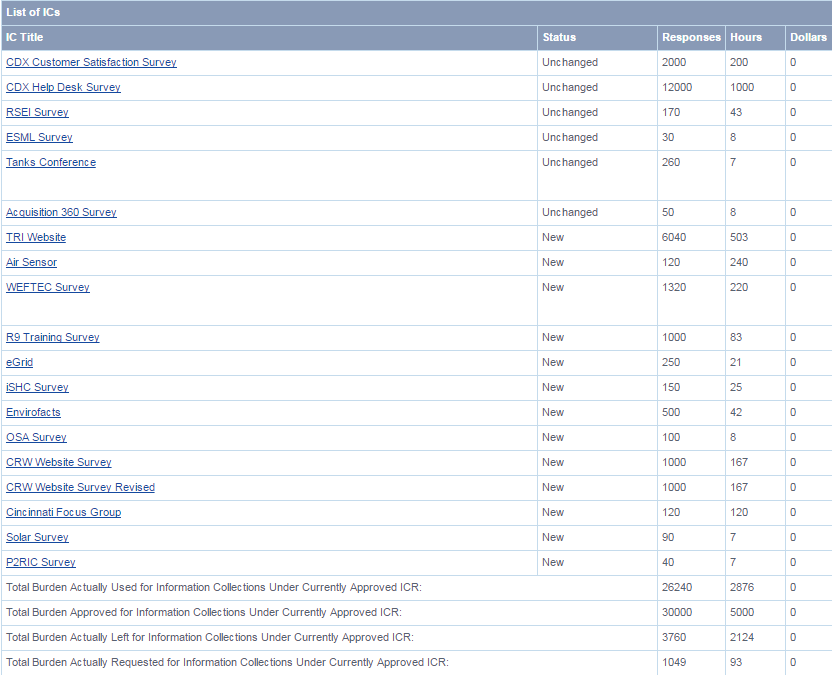 List of ICs
IC Title Status Responses Hours Dollars
CDX Customer Satisfaction Survey Unchanged 2000 200 0
CDX Help Desk Survey Unchanged 12000 1000 0
RSEI Survey Unchanged 170 43 0
ESML Survey Unchanged 30 8 0
Tanks Conference Unchanged 260 7 0
Acquisition 360 Survey Unchanged 50 8 0
TRI Website New 6040 503 0
Air Sensor New 120 240 0
WEFTEC Survey New 1320 220 0
R9 Training Survey New 1000 83 0
eGrid New 250 21 0
iSHC Survey New 150 25 0
Envirofacts New 500 42 0
OSA Survey New 100 8 0
CRW Website Survey New 1000 167 0
CRW Website Survey Revised New 1000 167 0
Cincinnati Focus Group New 120 120 0
Solar Survey New 90 7 0
P2RIC Survey New 40 7 0
Total Burden Actually Used for Information Collections Under Currently Approved ICR: 26240 2876 0
Total Burden Approved for Information Collections Under Currently Approved ICR: 30000 5000 0
Total Burden Actually Left for Information Collections Under Currently Approved ICR: 3760 2124 0
Total Burden Actually Requested for Information Collections Under Currently Approved ICR: 1049 93 0